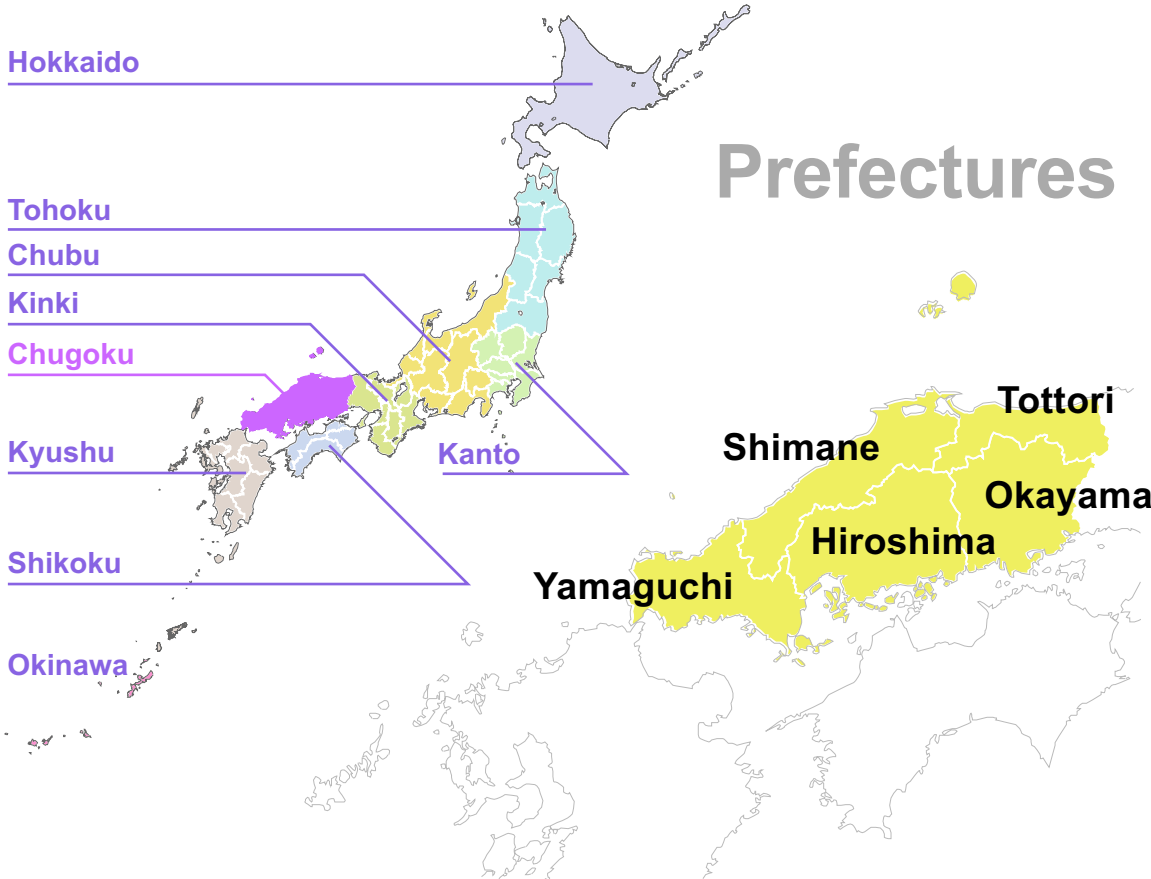 Hokkaido
Prefectures
Tohoku
Chubu
Kinki
Chugoku
Kyushu
Kanto
Shikoku
Okinawa
Tottori
Shimane
Okayama
Hiroshima
Yamaguchi